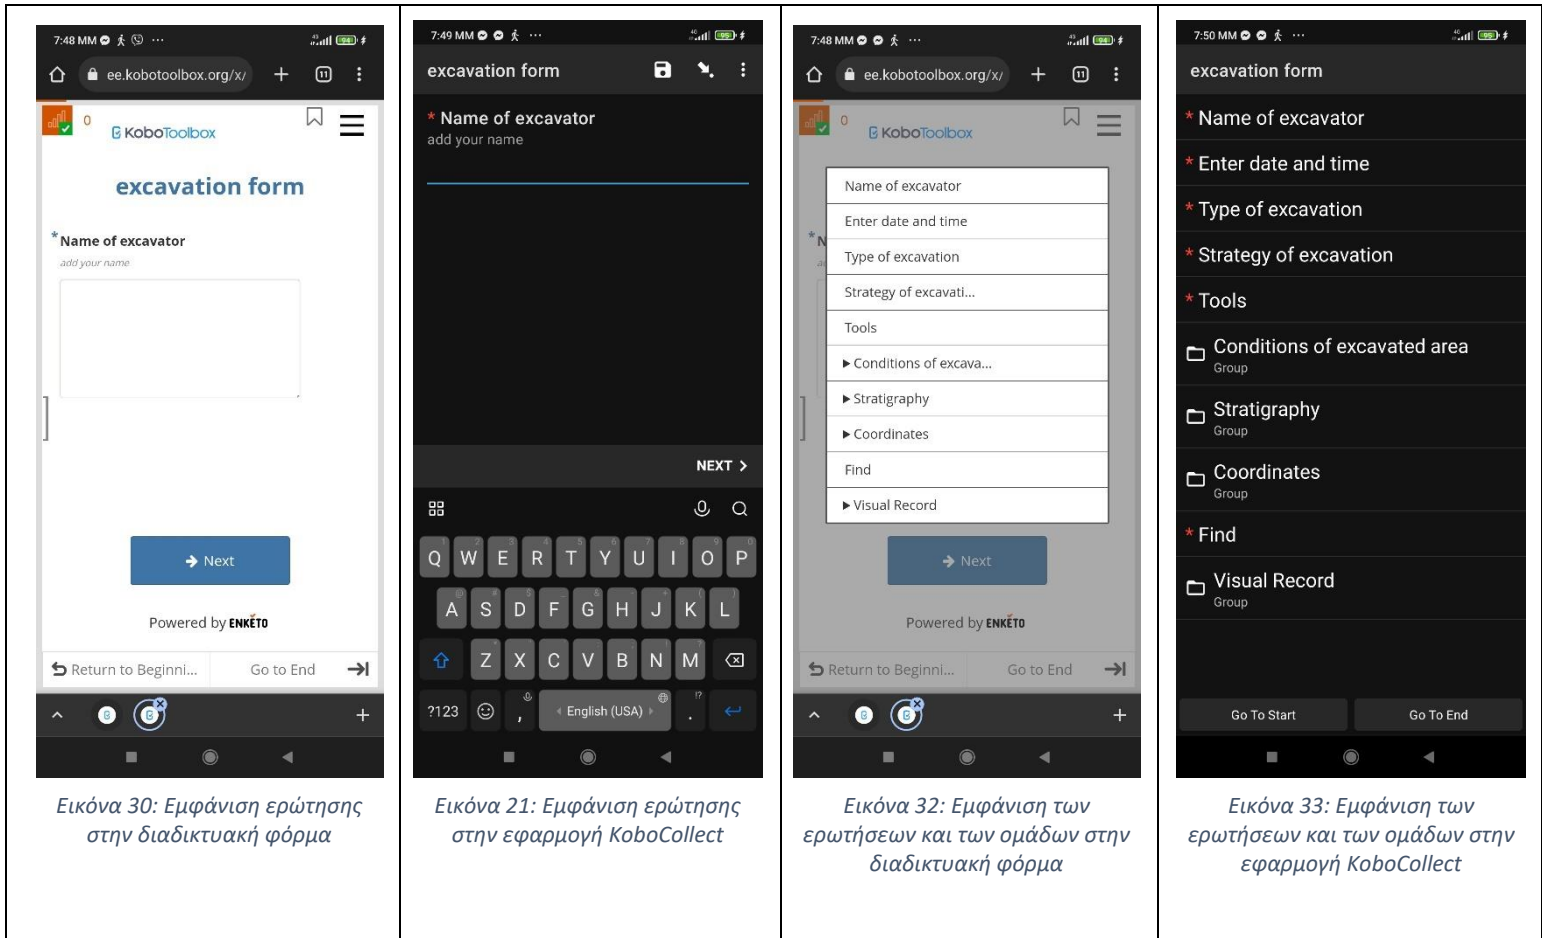 7:48 MM
94
ee.kobotoolbox.org/x/
11
0
KoboToolbox
excavation form
*Name of excavator
add your name
Next
Powered by ENKETO
Return to Beginni...
Go to End
Εικόνα 30: Εμφάνιση ερώτησης
στην διαδικτυακή φόρμα
7:49 MM
95
excavation form
* Name of excavator
add your name
NEXT
Q W E R T Y U I O P
A S D F G H J K L
Z X C V B N M
?123
,
English (USA)
.
Εικόνα 21: Εμφάνιση ερώτησης
στην εφαρμογή KoboCollect
7:48 MM
94
ee.kobotoolbox.org/x/
11
0
KoboToolbox
Name of excavator
Enter date and time
Type of excavation
Strategy of excavati...
Tools
Conditions of excava...
Stratigraphy
Coordinates
Find
Visual Record
Next
Powered by ENKETO
Return to Beginni...
Go to End
Εικόνα 32: Εμφάνιση των
ερωτήσεων και των ομάδων στην
διαδικτυακή φόρμα
7:50 MM
95
excavation form
* Name of excavator
* Enter date and time
* Type of excavation
* Strategy of excavation
* Tools
Conditions of excavated area
Group
Stratigraphy
Group
Coordinates
Group
* Find
Visual Record
Group
Go To Start
Go To End
Εικόνα 33: Εμφάνιση των
ερωτήσεων και των ομάδων στην
εφαρμογή KoboCollect